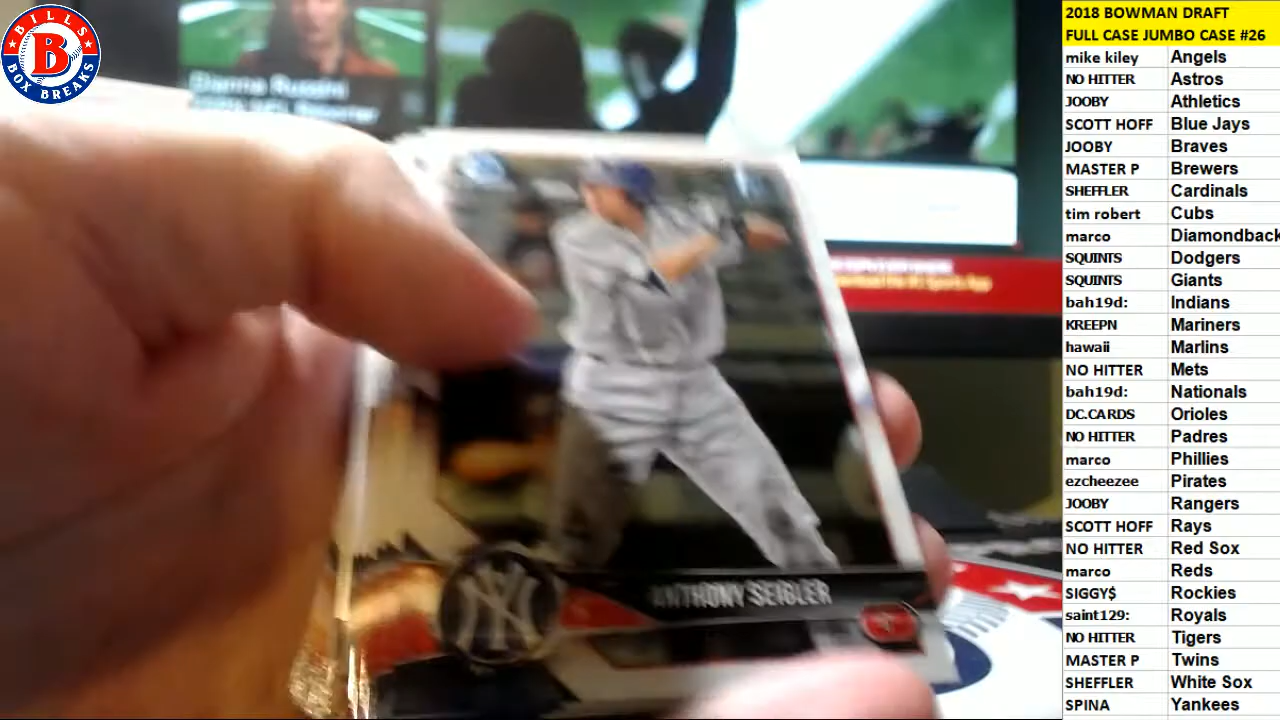 BILLS
B
BOX BREAKS
Dianna Russini
NY
ANTHONY SEIGLER
2018 BOWMAN DRAFT
FULL CASE JUMBO CASE #26
mike kiley Angels
NO HITTER Astros
JOOBY Athletics
SCOTT HOFF Blue Jays
JOOBY Braves
MASTER P Brewers
SHEFFLER Cardinals
tim robert Cubs
marco Diamondback
SQUINTS Dodgers
SQUINTS Giants
bah19d: Indians
KREEPN Mariners
hawaii Marlins
NO HITTER Mets
bah19d: Nationals
DC.CARDS Orioles
NO HITTER Padres
marco Phillies
ezcheezee Pirates
JOOBY Rangers
SCOTT HOFF Rays
NO HITTER Red Sox
marco Reds
SIGGY$ Rockies
saint129: Royals
NO HITTER Tigers
MASTER P Twins
SHEFFLER White Sox
SPINA Yankees